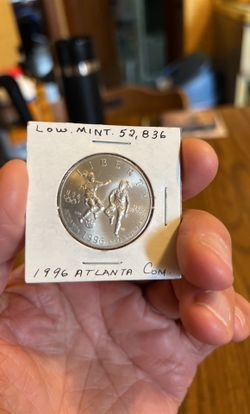 LOW. MINT. 52,836
LIBERTY
1996
1996 ATLANTA COM